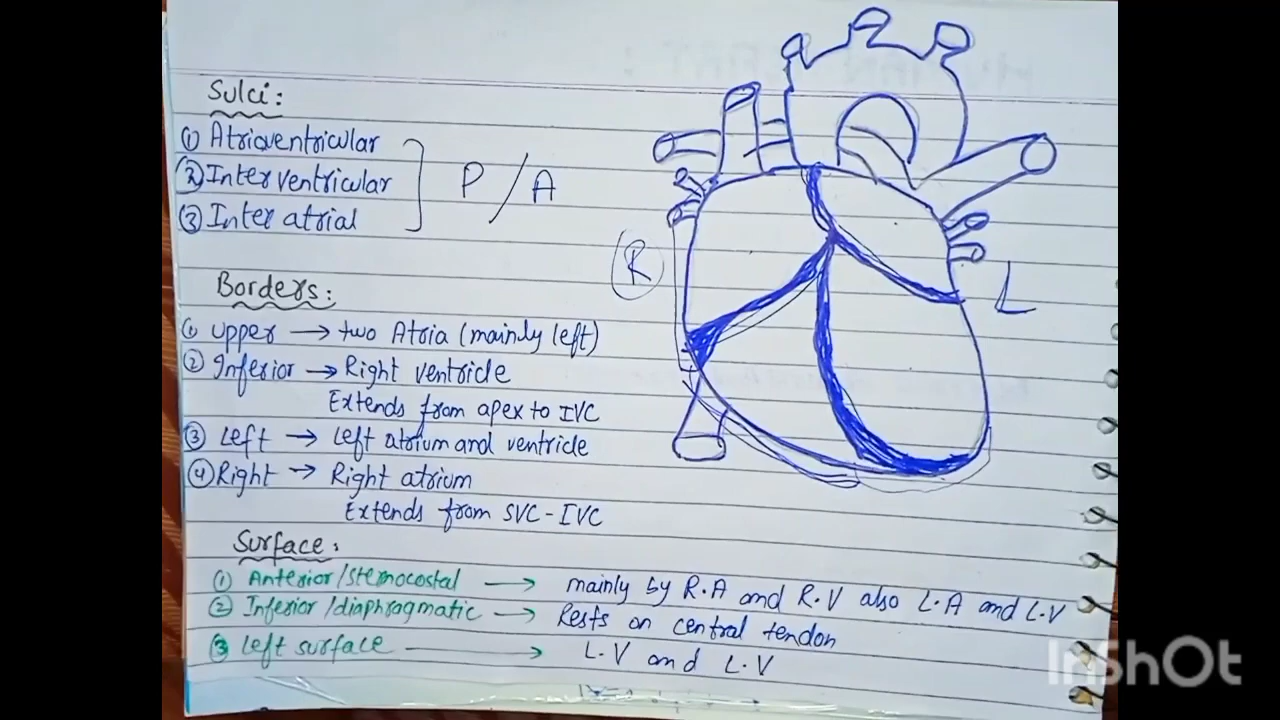 Sulci:
① Atrioventricular
② Interventricular
③ Inter atrial
P/A
Borders:
① upper → two Atria (mainly left)
② Inferior → Right ventricle
Extends from apex to IVC
③ Left → Left atrium and ventricle
④ Right → Right atrium
Extends from SVC-IVC
Surface:
① Anterior/sternocostal → mainly by R.A and R.V also L.A and L.V
② Inferior/diaphragmatic → Rests on central tendon
③ Left surface → L.V and L.V
R
L
InShOt